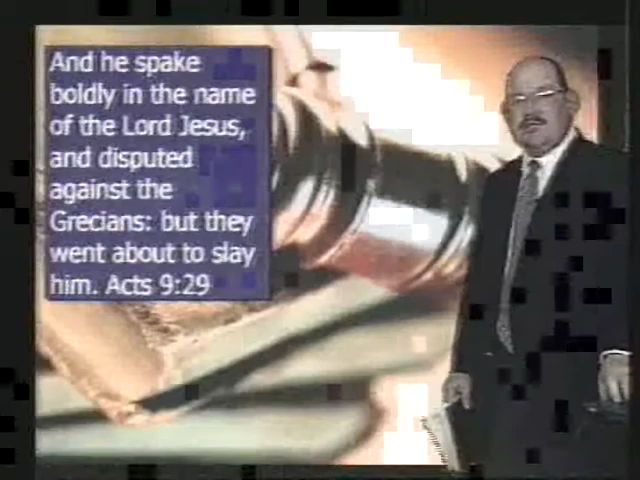 And he spake
boldly in the name
of the Lord Jesus,
and disputed
against the
Grecians: but they
went about to slay
him. Acts 9:29